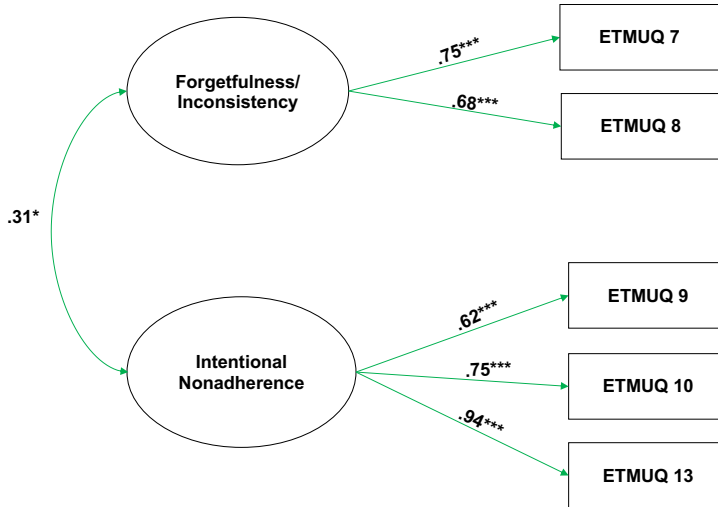 ETMUQ 7
.75***
Forgetfulness/
Inconsistency
.68***
ETMUQ 8
.31*
ETMUQ 9
.62***
Intentional
Nonadherence
.75***
ETMUQ 10
.94***
ETMUQ 13